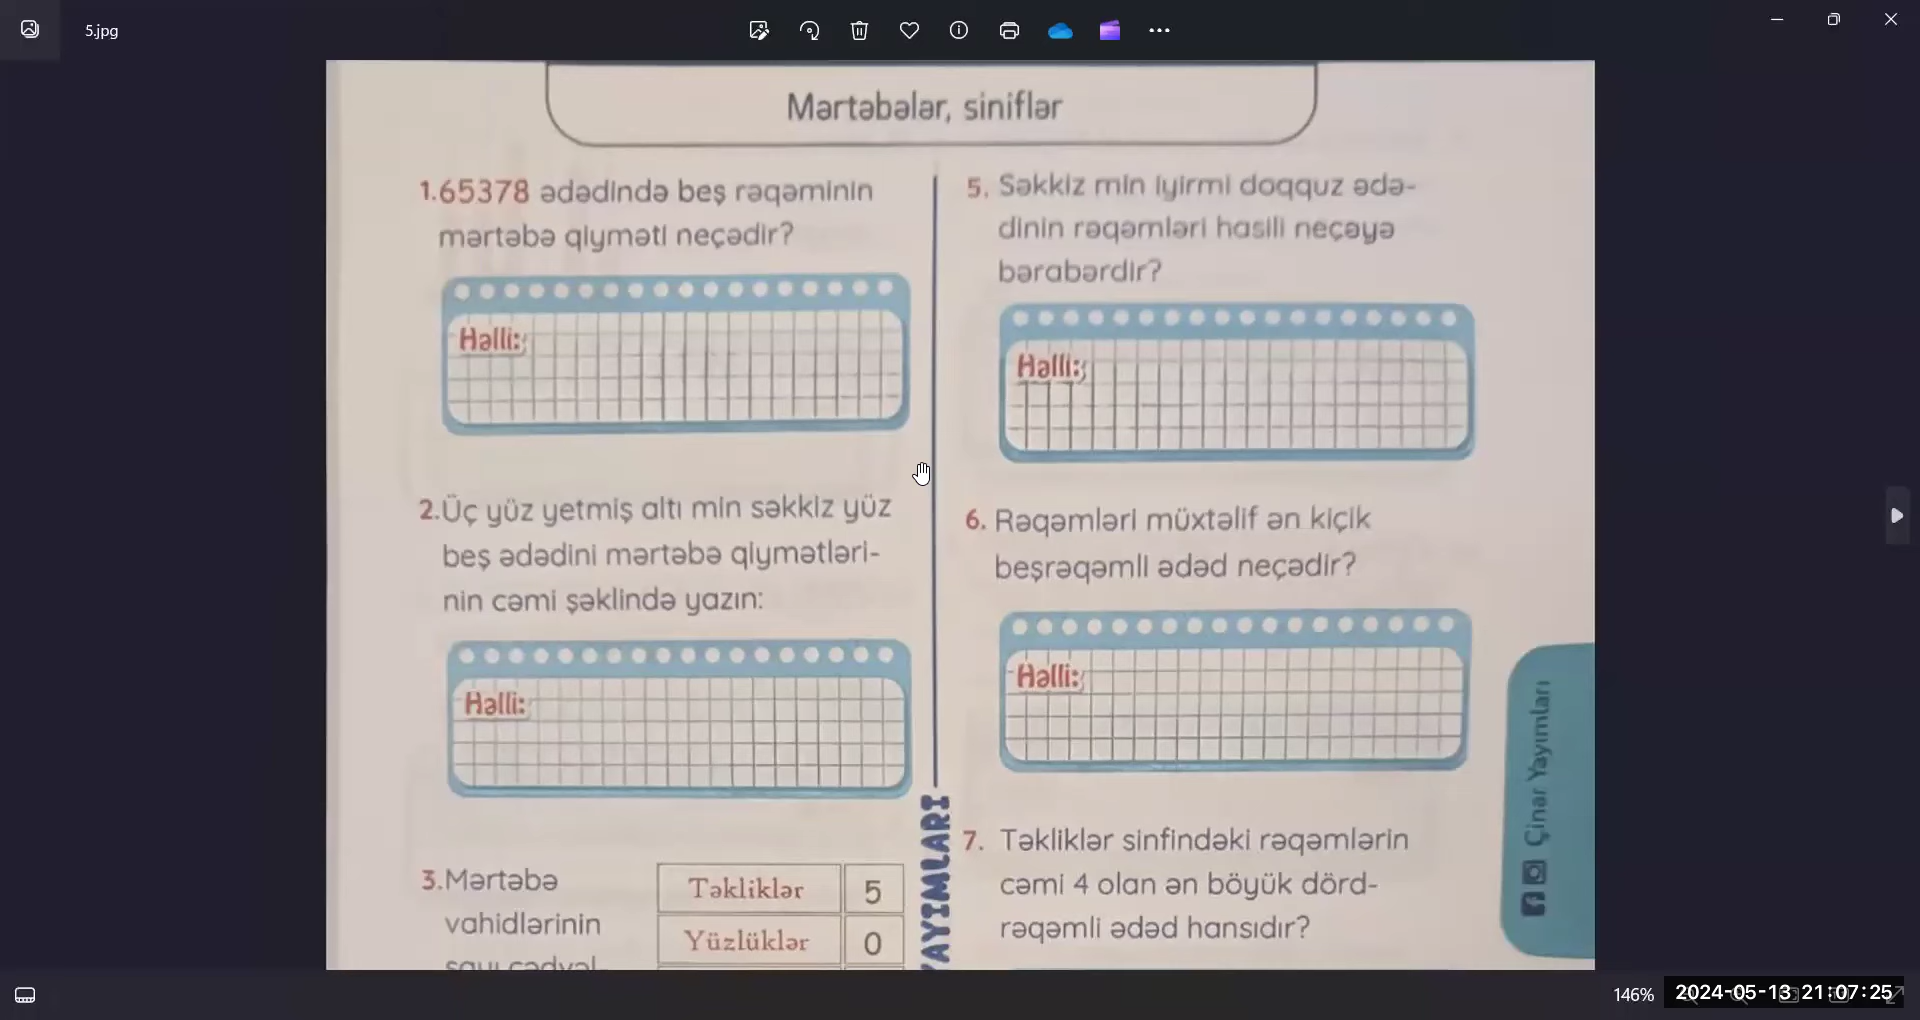 5.jpg
Mərtəbələr, siniflər
1.65378 ədədində beş rəqəminin
mərtəbə qiyməti neçədir?
Həlli:
2.Üç yüz yetmiş altı min səkkiz yüz
beş ədədini mərtəbə qiymətləri-
nin cəmi şəklində yazın:
Həlli:
3.Mərtəbə
vahidlərinin
sayı cədvəl-
Təkliklər 5
Yüzlüklər 0
YAYIMLARI
5. Səkkiz min iyirmi doqquz ədə-
dinin rəqəmləri hasili neçəyə
bərabərdir?
Həlli:
6. Rəqəmləri müxtəlif ən kiçik
beşrəqəmli ədəd neçədir?
Həlli:
7. Təkliklər sinfindəki rəqəmlərin
cəmi 4 olan ən böyük dörd-
rəqəmli ədəd hansıdır?
Çinar Yayımları
146%
2024-05-13 21:07:25